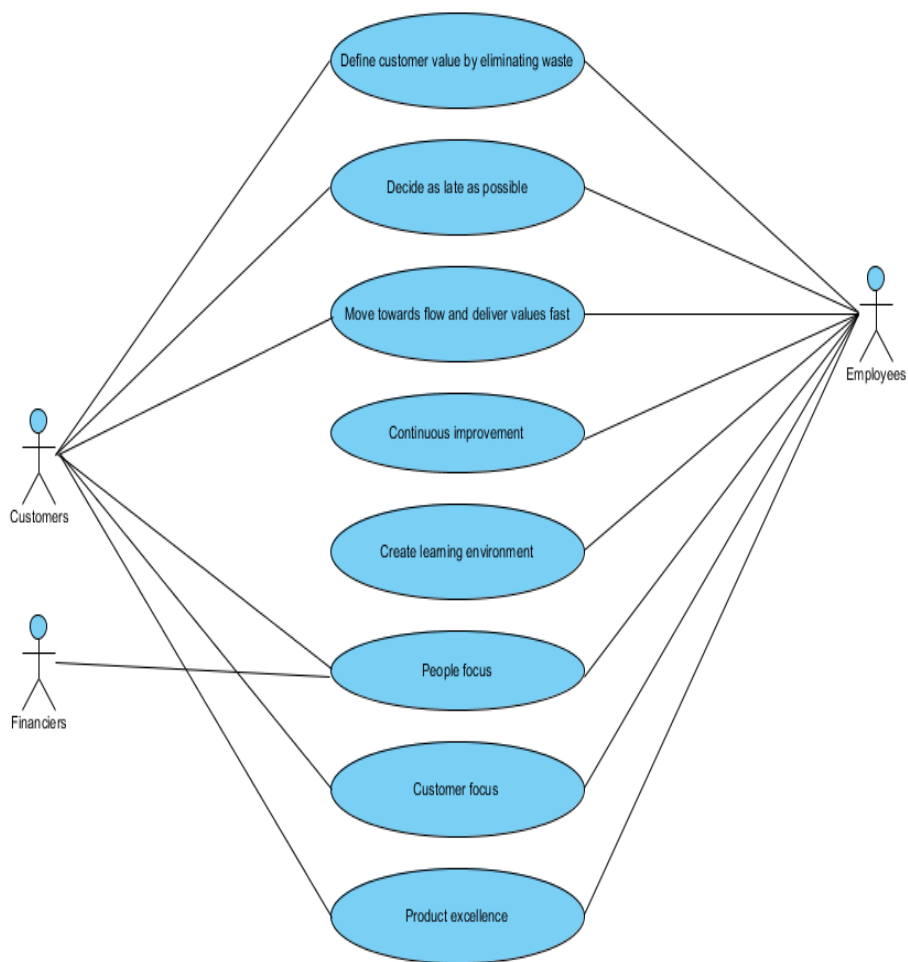 Define customer value by eliminating waste
Decide as late as possible
Move towards flow and deliver values fast
Employees
Continuous improvement
Customers
Create learning environment
People focus
Financiers
Customer focus
Product excellence